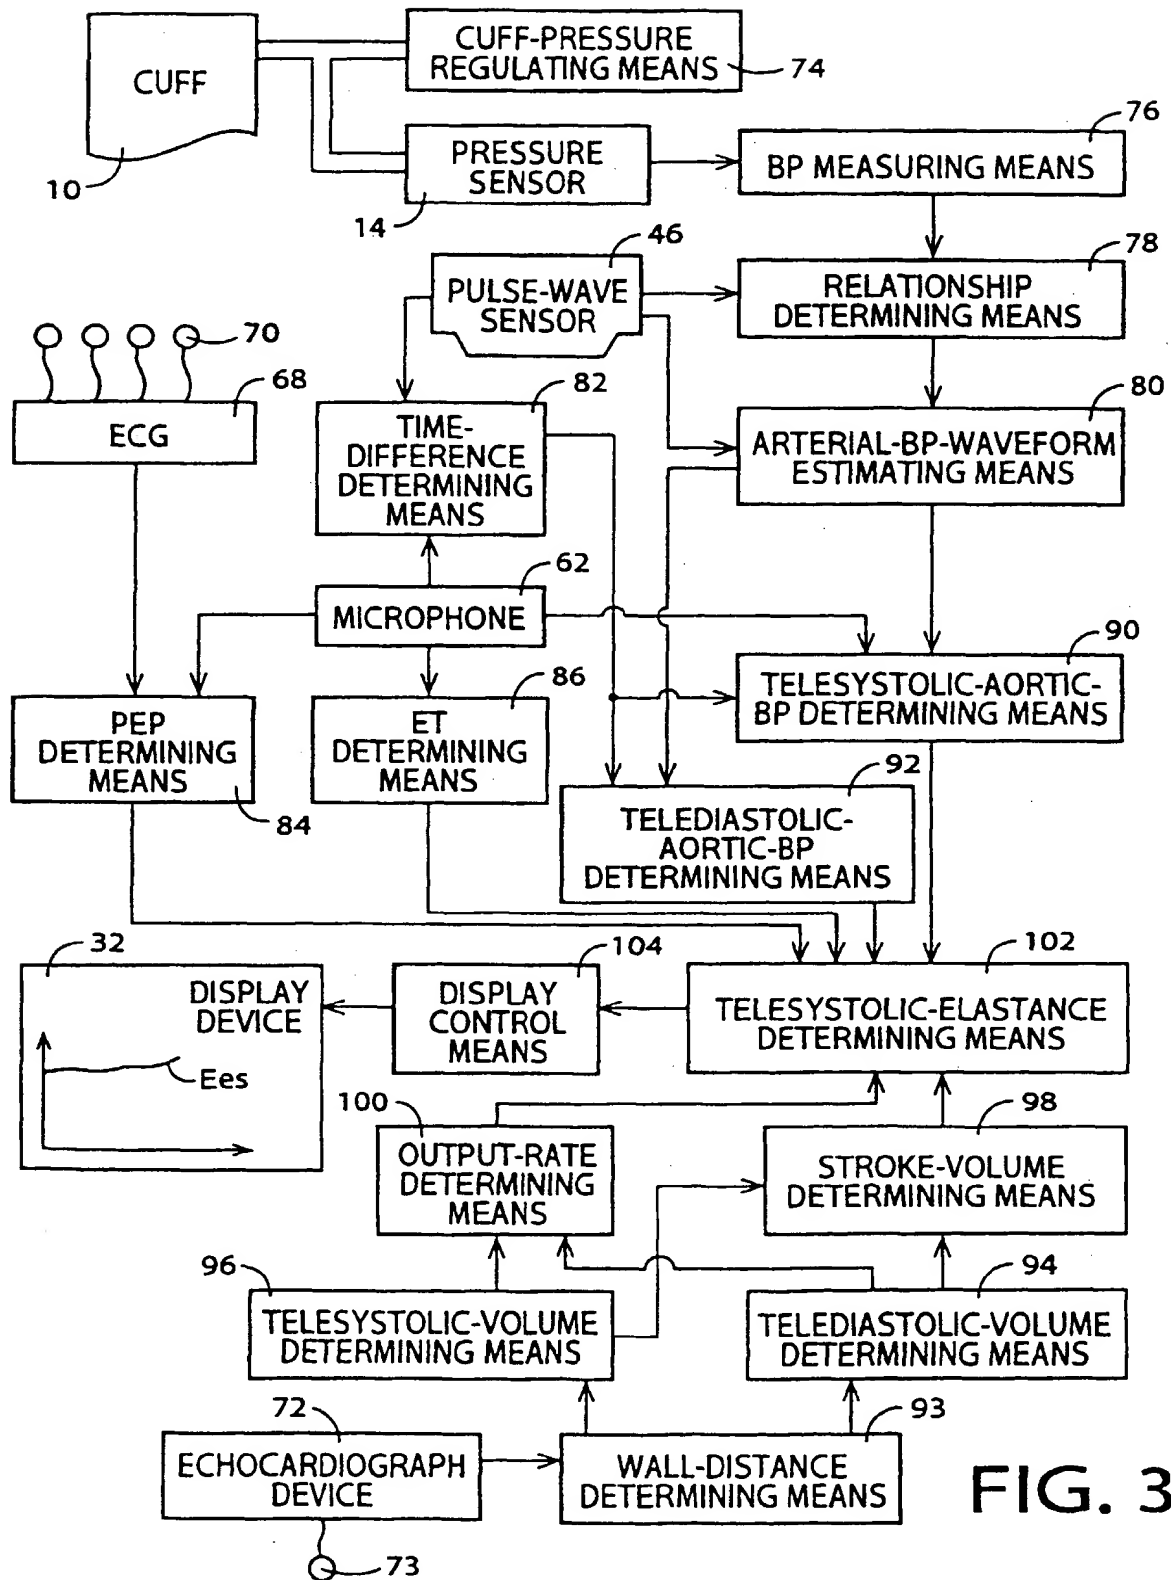 CUFF
10
CUFF-PRESSURE
REGULATING MEANS
74
PRESSURE
SENSOR
14
76
BP MEASURING MEANS
46
PULSE-WAVE
SENSOR
78
RELATIONSHIP
DETERMINING MEANS
70
68
ECG
82
TIME-
DIFFERENCE
DETERMINING
MEANS
80
ARTERIAL-BP-WAVEFORM
ESTIMATING MEANS
62
MICROPHONE
90
TELESYSTOLIC-AORTIC-
BP DETERMINING MEANS
PEP
DETERMINING
MEANS
84
86
ET
DETERMINING
MEANS
92
TELEDIASTOLIC-
AORTIC-BP
DETERMINING MEANS
32
DISPLAY
DEVICE
Ees
104
DISPLAY
CONTROL
MEANS
102
TELESYSTOLIC-ELASTANCE
DETERMINING MEANS
100
OUTPUT-RATE
DETERMINING
MEANS
98
STROKE-VOLUME
DETERMINING MEANS
96
TELESYSTOLIC-VOLUME
DETERMINING MEANS
94
TELEDIASTOLIC-VOLUME
DETERMINING MEANS
72
ECHOCARDIOGRAPH
DEVICE
73
93
WALL-DISTANCE
DETERMINING MEANS
FIG. 3